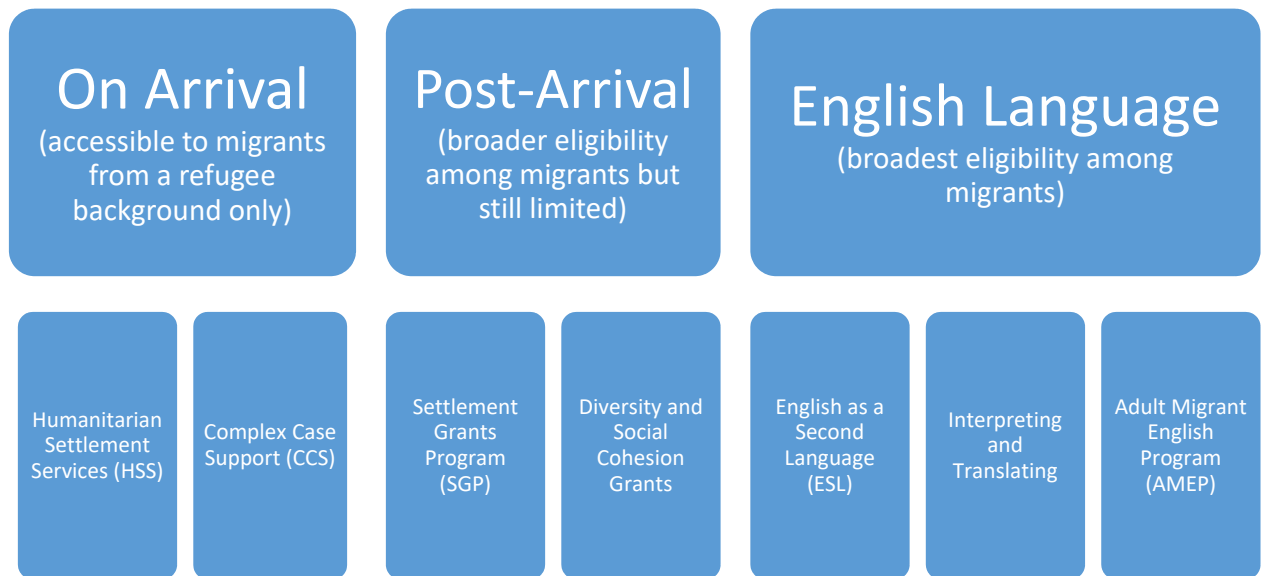 On Arrival
(accessible to migrants
from a refugee
background only)
Post-Arrival
(broader eligibility
among migrants but
still limited)
English Language
(broadest eligibility among
migrants)
Humanitarian
Settlement
Services (HSS)
Complex Case
Support (CCS)
Settlement
Grants
Program
(SGP)
Diversity and
Social
Cohesion
Grants
English as a
Second
Language
(ESL)
Interpreting
and
Translating
Adult Migrant
English
Program
(AMEP)